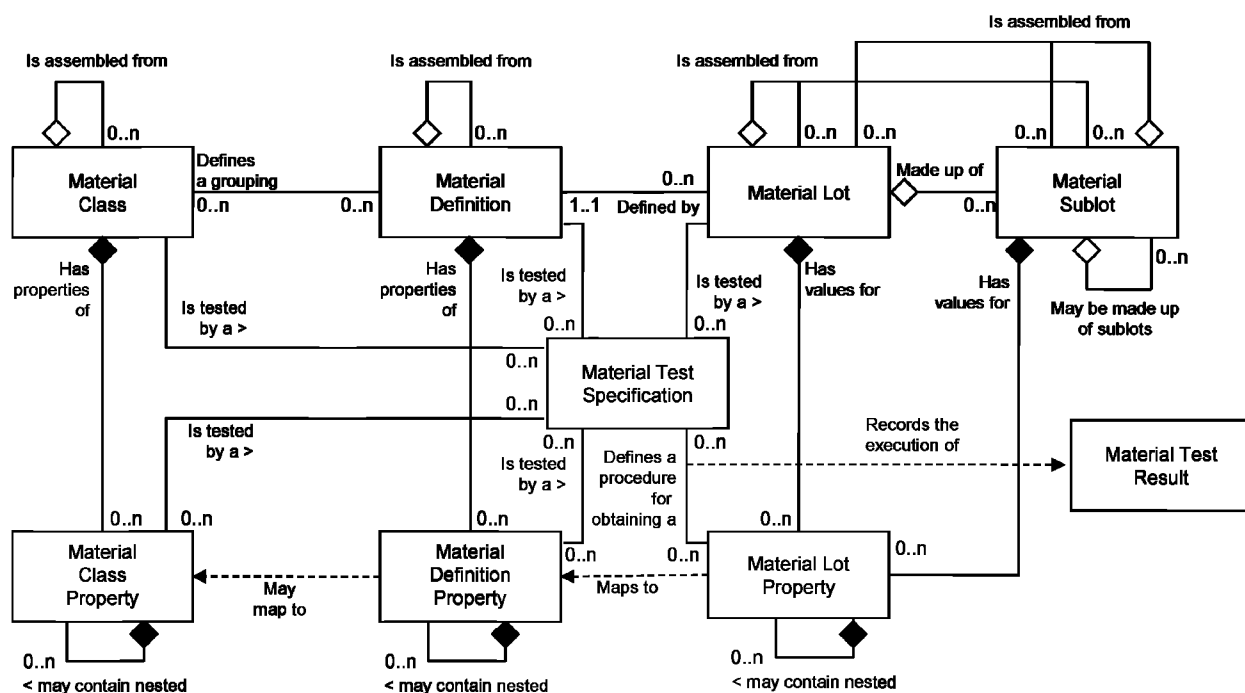 Is assembled from
Is assembled from
Is assembled from
Is assembled from
0..n
0..n
0..n
0..n
0..n
0..n
Material
Class
Defines
a grouping
0..n
0..n
Material
Definition
0..n
1..1
Defined by
Material Lot
Made up of
0..n
Material
Sublot
0..n
May be made up
of sublots
Has
properties
of
Is tested
by a >
0..n
Has
properties
of
Is tested
by a >
0..n
Is tested
by a >
0..n
Has
values for
Has
values for
Material Test
Specification
0..n
Is tested
by a >
0..n
Is tested
by a >
0..n
Defines a
procedure
for
obtaining a
Records the
execution of
Material Test
Result
0..n
0..n
0..n
0..n
0..n
0..n
0..n
Material
Class
Property
May
map to
Material
Definition
Property
Maps to
Material Lot
Property
0..n
< may contain nested
0..n
< may contain nested
0..n
< may contain nested